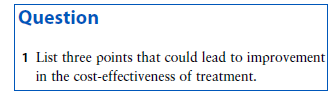 Question
1 List three points that could lead to improvement
in the cost-effectiveness of treatment.